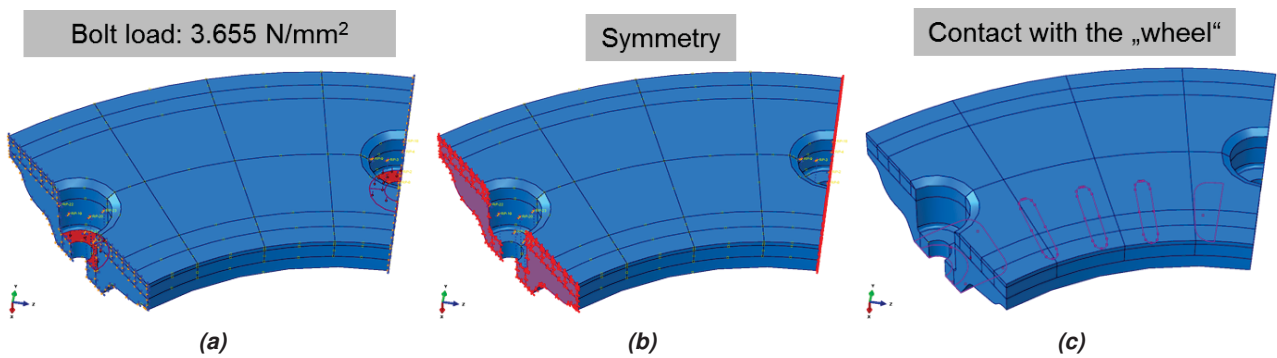 Bolt load: 3.655 N/mm²
Symmetry
Contact with the „wheel“
Y
Z
X
Y
Z
X
Y
Z
X
(a)
(b)
(c)